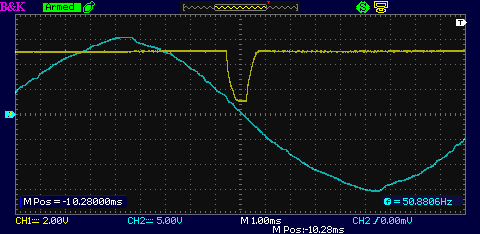 B&K Armed T
M Pos=-10.28000ms =50.8806Hz
CH1 2.00V CH2 5.00V M 1.00ms CH2 0.00mV
M Pos:-10.28ms